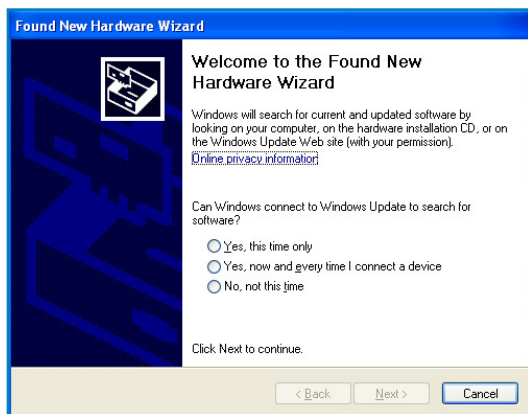 Found New Hardware Wizard
Welcome to the Found New
Hardware Wizard
Windows will search for current and updated software by
looking on your computer, on the hardware installation CD, or on
the Windows Update Web site (with your permission).
Online privacy information
Can Windows connect to Windows Update to search for
software?
Yes, this time only
Yes, now and every time I connect a device
No, not this time
Click Next to continue.
< Back Next > Cancel